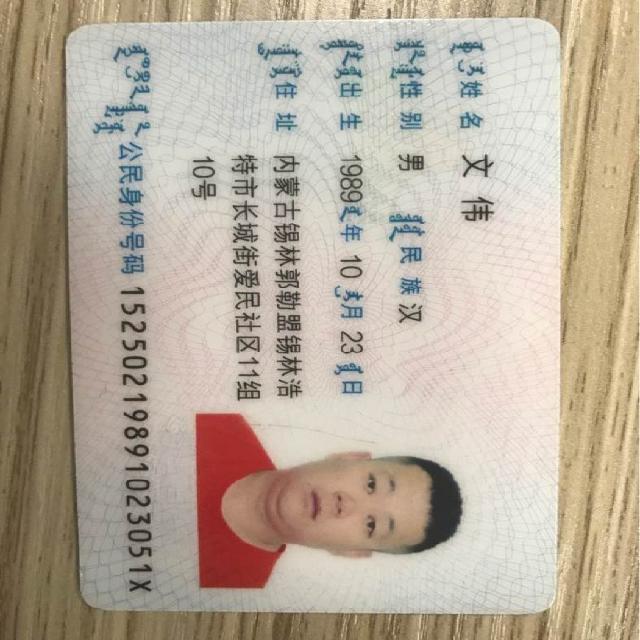 姓名 文伟
性别 男 民族 汉
出生 1989 年 10 月 23 日
住址 内蒙古锡林郭勒盟锡林浩
特市长城街爱民社区11组
10号
公民身份号码 15250219891023051X